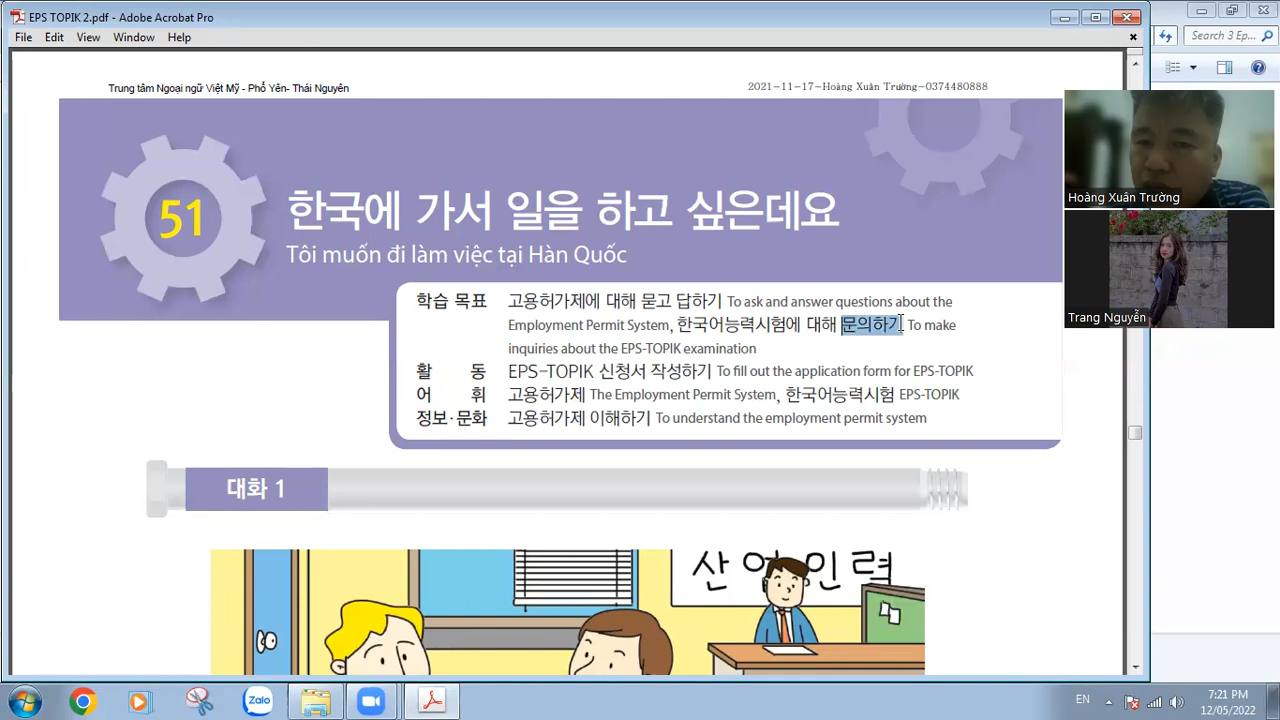 EPS TOPIK 2.pdf - Adobe Acrobat Pro
File Edit View Window Help
Search 3 Ep...
Trung tâm Ngoại ngữ Việt Mỹ - Phổ Yên- Thái Nguyên
2021-11-17-Hoàng Xuân Trường-0374480888
51
한국에 가서 일을 하고 싶은데요
Tôi muốn đi làm việc tại Hàn Quốc
학습 목표 고용허가제에 대해 묻고 답하기 To ask and answer questions about the
Employment Permit System, 한국어능력시험에 대해 문의하기 To make
inquiries about the EPS-TOPIK examination
활 동 EPS-TOPIK 신청서 작성하기 To fill out the application form for EPS-TOPIK
어 휘 고용허가제 The Employment Permit System, 한국어능력시험 EPS-TOPIK
정보·문화 고용허가제 이해하기 To understand the employment permit system
대화 1
산 인력
Hoàng Xuân Trường
Trang Nguyễn
Zalo
EN
7:21 PM
12/05/2022